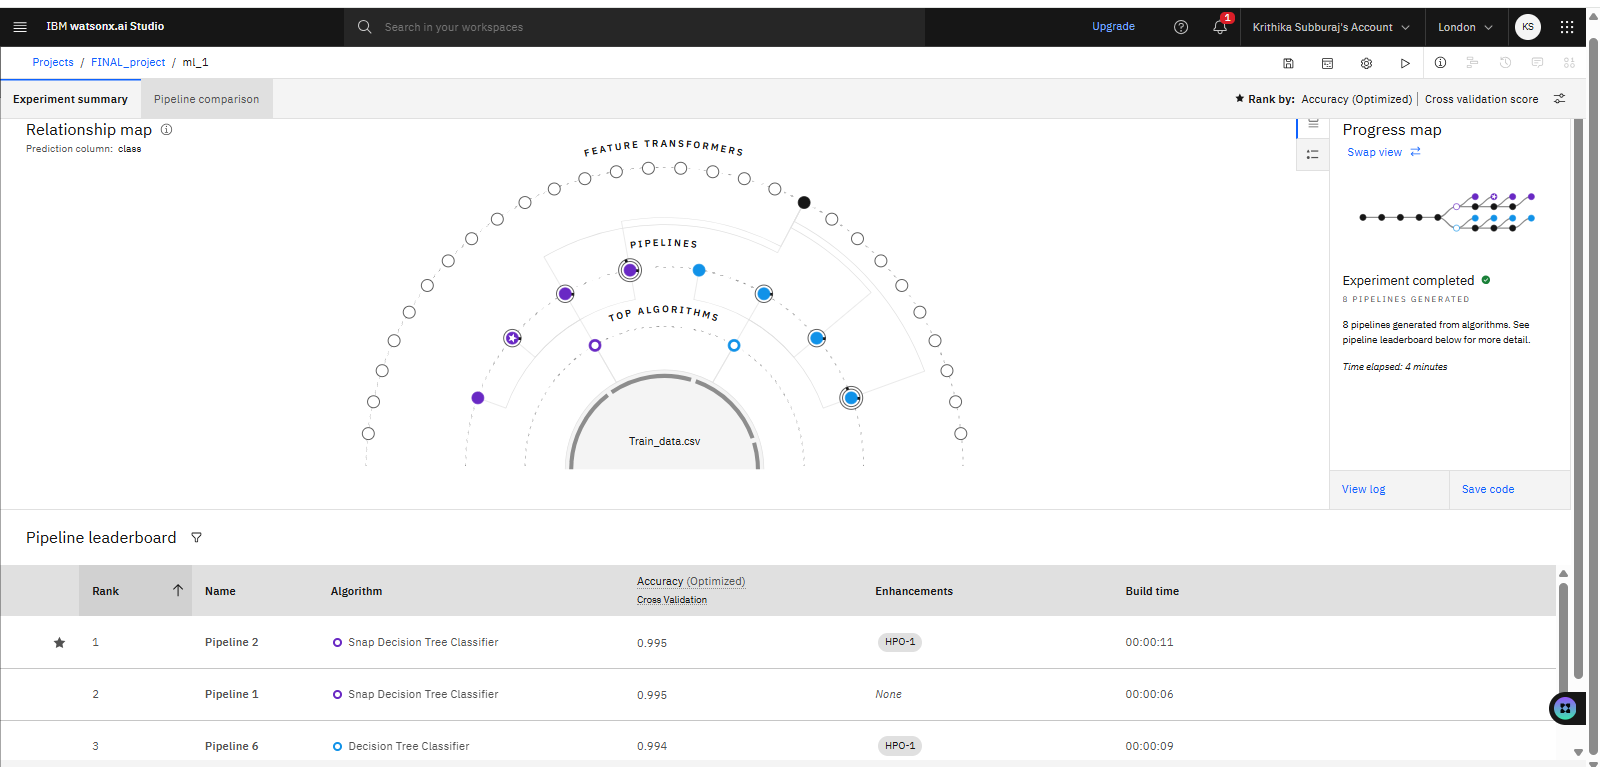 IBM watsonx.ai Studio
Search in your workspaces
Upgrade
1
Krithika Subburaj's Account
London
KS
Projects / FINAL_project / ml_1
Experiment summary
Pipeline comparison
Rank by: Accuracy (Optimized) | Cross validation score
Relationship map
Prediction column: class
FEATURE TRANSFORMERS
PIPELINES
TOP ALGORITHMS
Train_data.csv
Progress map
Swap view
Experiment completed
8 PIPELINES GENERATED
8 pipelines generated from algorithms. See
pipeline leaderboard below for more detail.
Time elapsed: 4 minutes
View log
Save code
Pipeline leaderboard
Rank Name Algorithm Accuracy (Optimized) Enhancements Build time
Cross Validation
1 Pipeline 2 Snap Decision Tree Classifier 0.995 HPO-1 00:00:11
2 Pipeline 1 Snap Decision Tree Classifier 0.995 None 00:00:06
3 Pipeline 6 Decision Tree Classifier 0.994 HPO-1 00:00:09